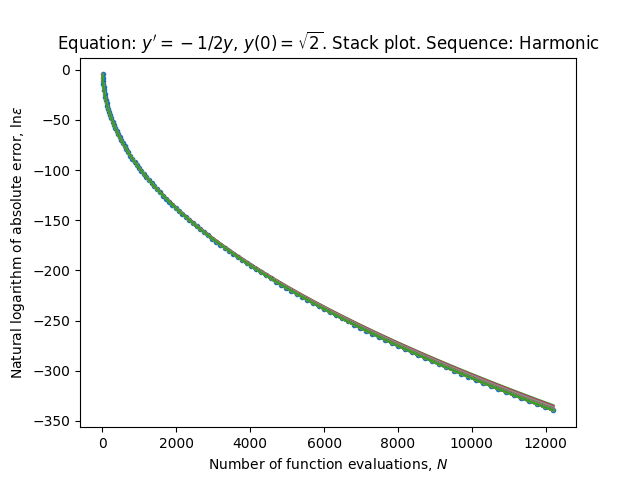 Equation: y′ = −1/2y, y(0) = √2. Stack plot. Sequence: Harmonic
Natural logarithm of absolute error, lnε
0
−50
−100
−150
−200
−250
−300
−350
0 2000 4000 6000 8000 10000 12000
Number of function evaluations, N